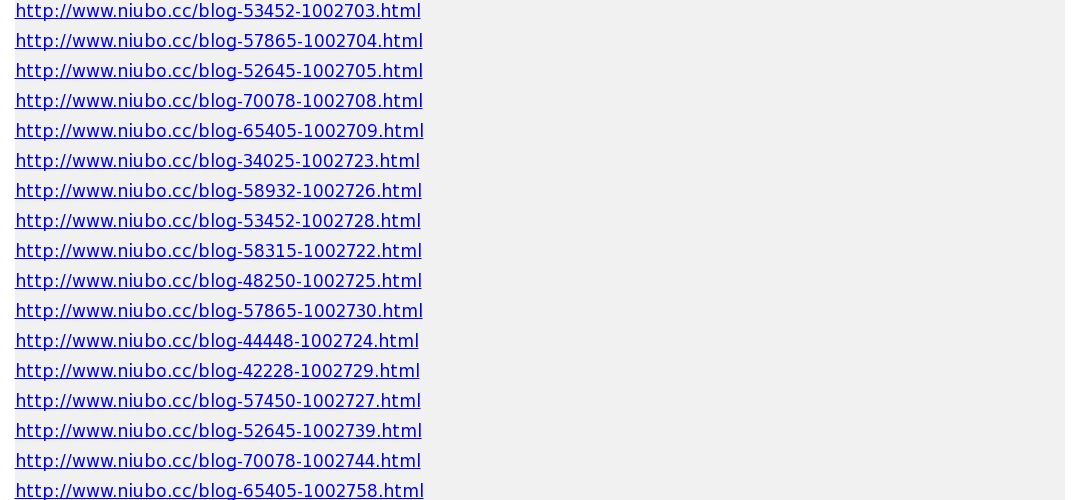 http://www.niubo.cc/blog-53452-1002703.html
http://www.niubo.cc/blog-57865-1002704.html
http://www.niubo.cc/blog-52645-1002705.html
http://www.niubo.cc/blog-70078-1002708.html
http://www.niubo.cc/blog-65405-1002709.html
http://www.niubo.cc/blog-34025-1002723.html
http://www.niubo.cc/blog-58932-1002726.html
http://www.niubo.cc/blog-53452-1002728.html
http://www.niubo.cc/blog-58315-1002722.html
http://www.niubo.cc/blog-48250-1002725.html
http://www.niubo.cc/blog-57865-1002730.html
http://www.niubo.cc/blog-44448-1002724.html
http://www.niubo.cc/blog-42228-1002729.html
http://www.niubo.cc/blog-57450-1002727.html
http://www.niubo.cc/blog-52645-1002739.html
http://www.niubo.cc/blog-70078-1002744.html
http://www.niubo.cc/blog-65405-1002758.html